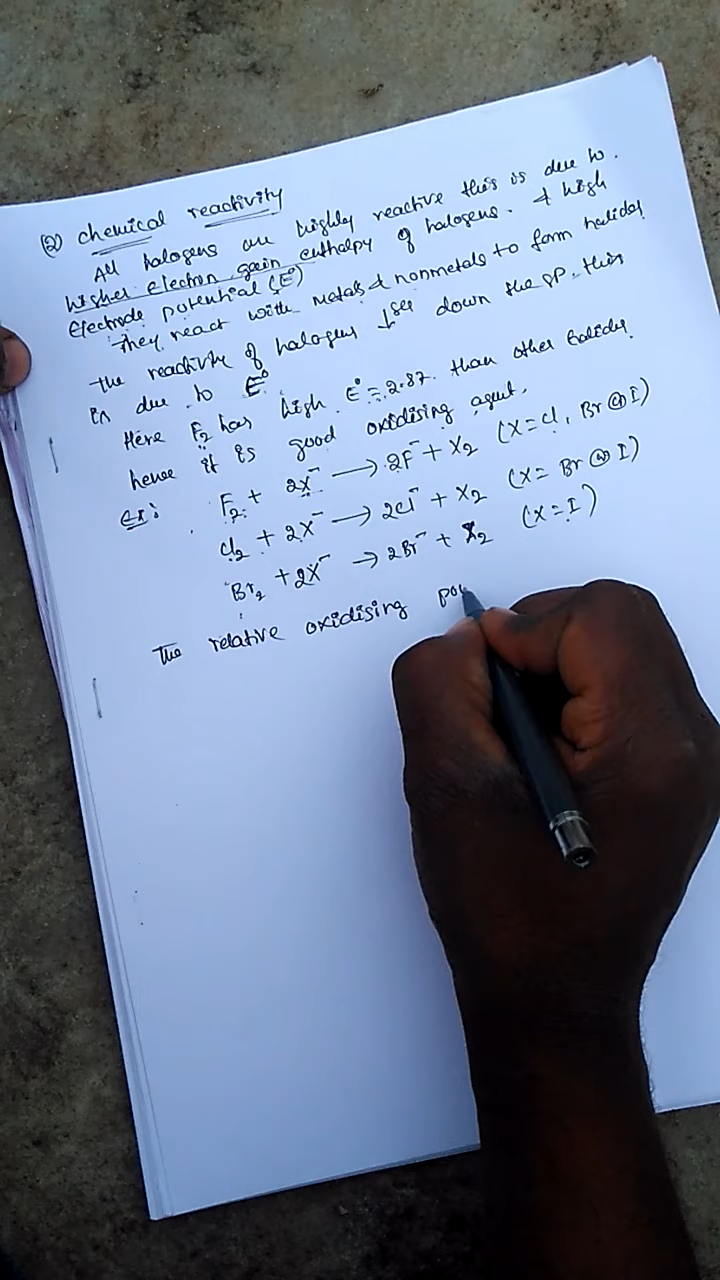 (2) chemical reactivity
All halogens are highly reactive this is due to.
higher electron gain enthalpy of halogens. & high
Electrode potential (E°)
They react with metals & nonmetals to form halides
the reactivity of halogens ↓ses down the gp. this
is due to E°
Here F₂ has high E° = 2.87. than other halides.
hence it is good oxidising agent.
Ex: F₂ + 2X⁻ → 2F⁻ + X₂ (X = Cl, Br (or) I)
Cl₂ + 2X⁻ → 2Cl⁻ + X₂ (X = Br (or) I)
Br₂ + 2X⁻ → 2Br⁻ + X₂ (X = I)
The relative oxidising pow